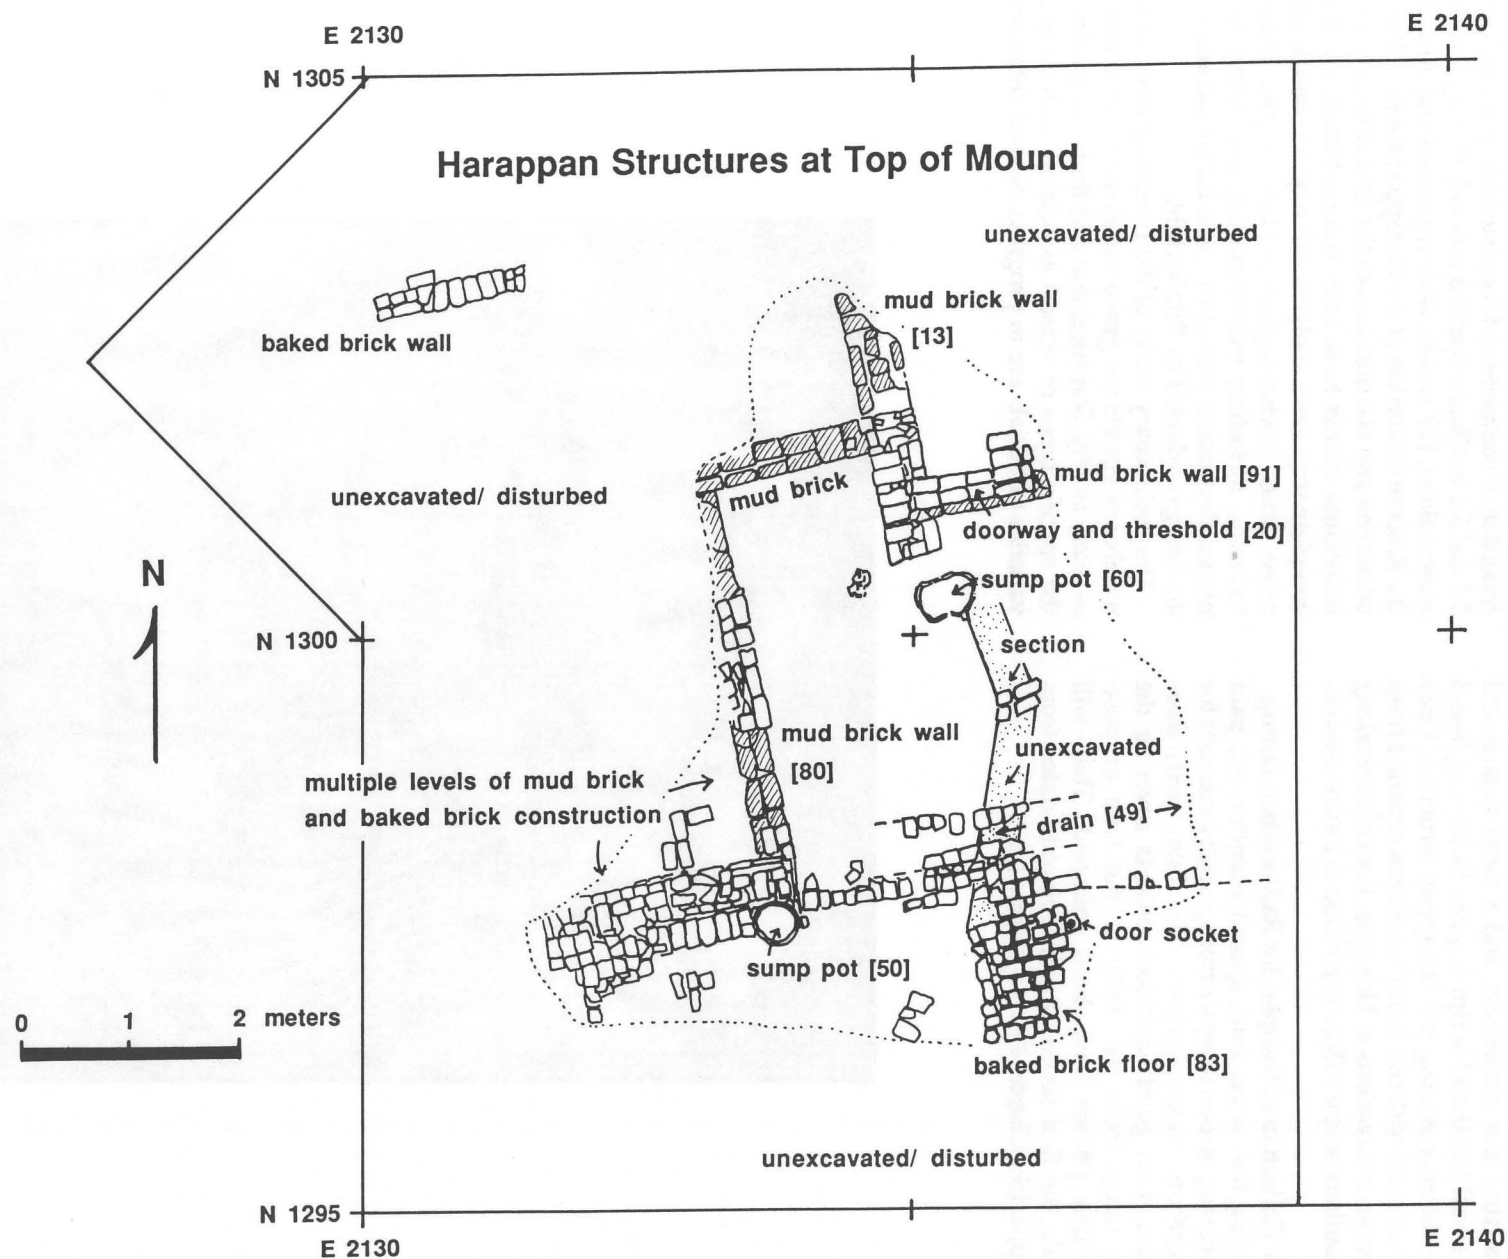 E 2130
E 2140
N 1305
Harappan Structures at Top of Mound
unexcavated/ disturbed
mud brick wall
[13]
baked brick wall
mud brick wall [91]
unexcavated/ disturbed
mud brick
doorway and threshold [20]
N
sump pot [60]
N 1300
section
mud brick wall
[80]
unexcavated
multiple levels of mud brick
and baked brick construction
drain [49]
door socket
sump pot [50]
0 1 2 meters
baked brick floor [83]
unexcavated/ disturbed
N 1295
E 2130
E 2140